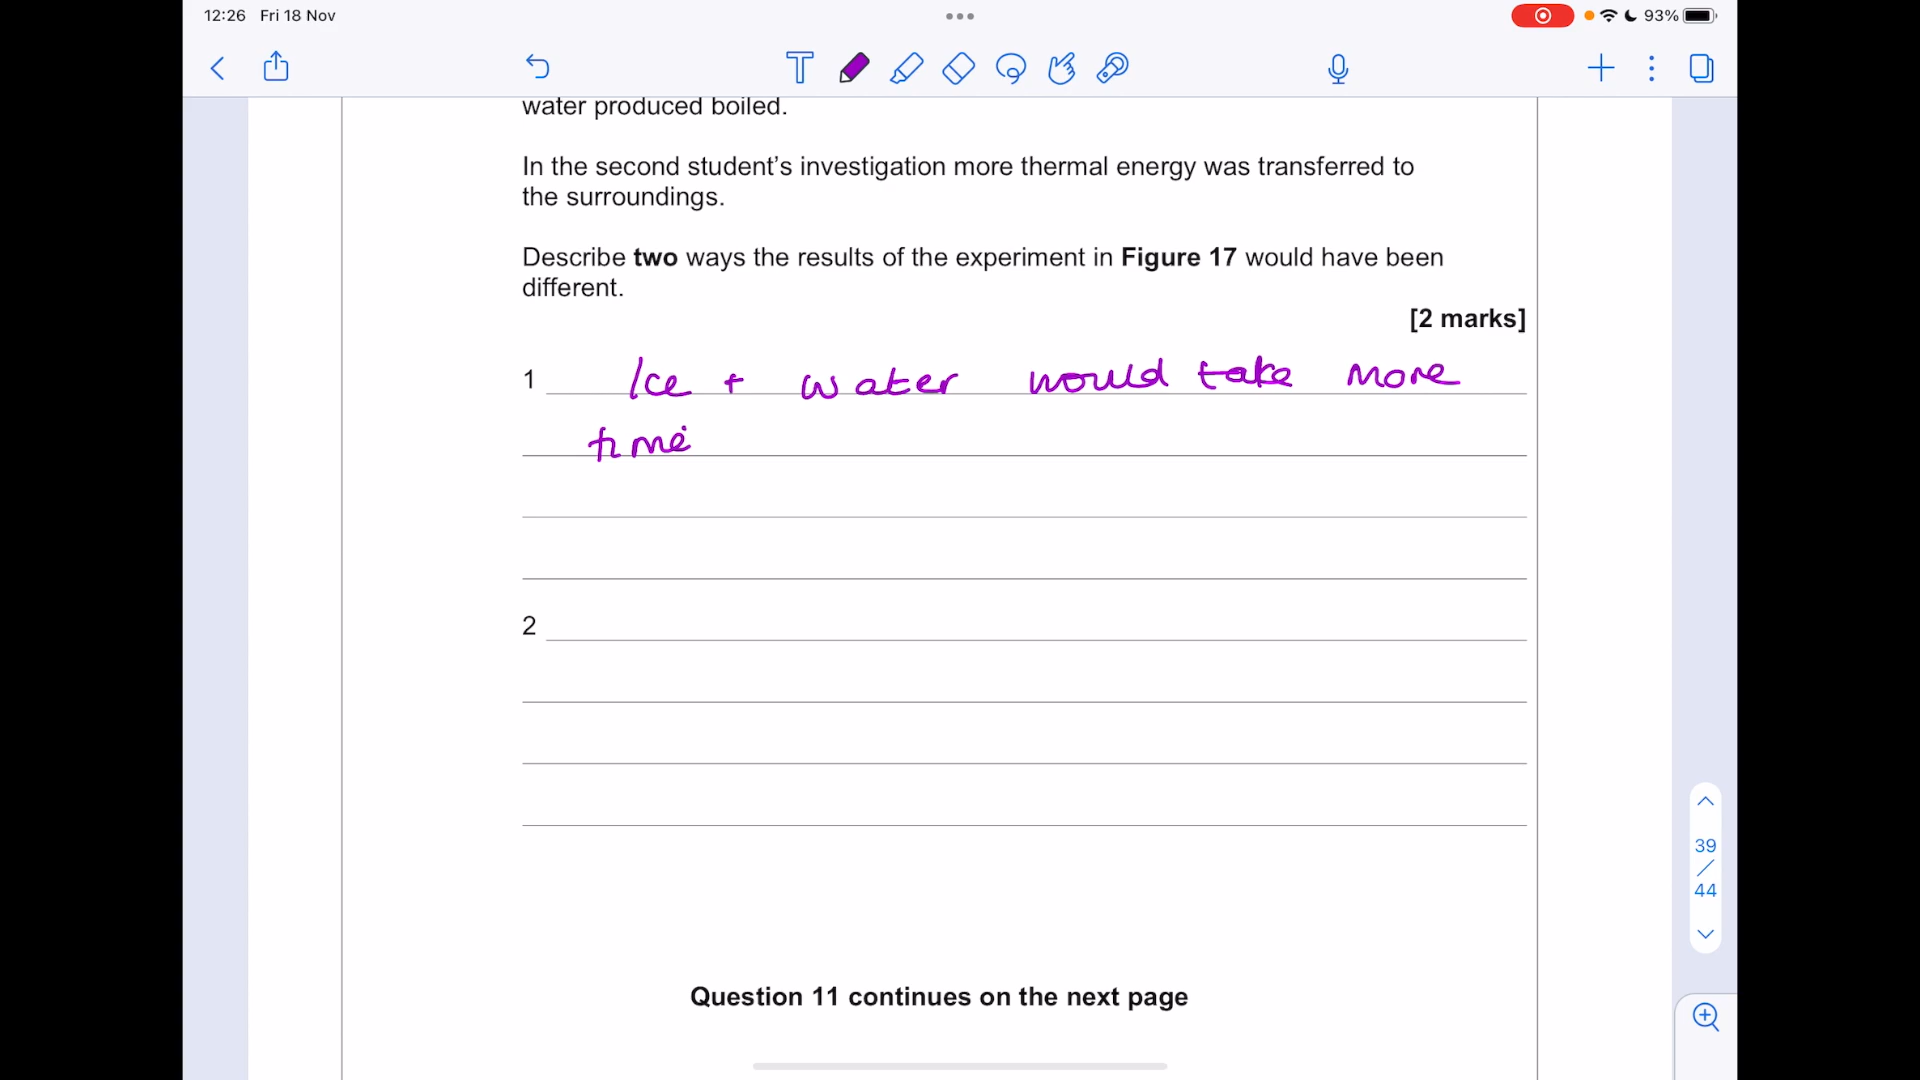 12:26 Fri 18 Nov
93%
water produced boiled.
In the second student's investigation more thermal energy was transferred to
the surroundings.
Describe two ways the results of the experiment in Figure 17 would have been
different.
[2 marks]
1 Ice + water would take more
time
2
39
/
44
Question 11 continues on the next page